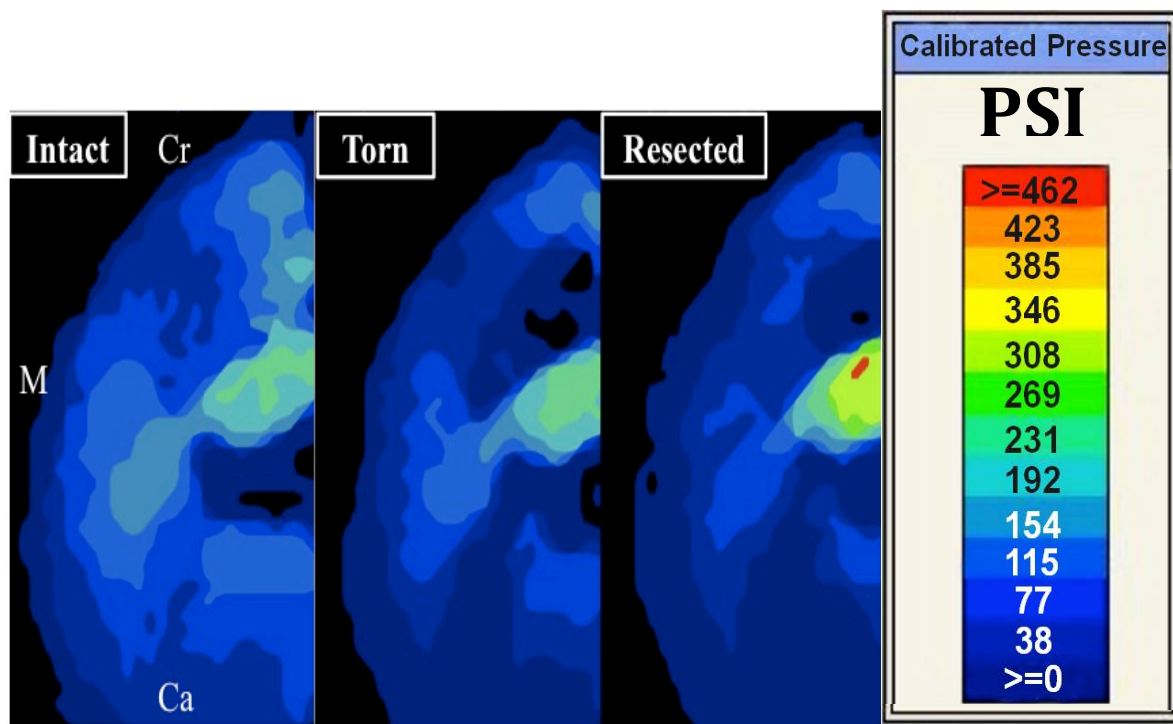 Intact
Cr
M
Ca
Torn
Resected
Calibrated Pressure
PSI
>=462
423
385
346
308
269
231
192
154
115
77
38
>=0